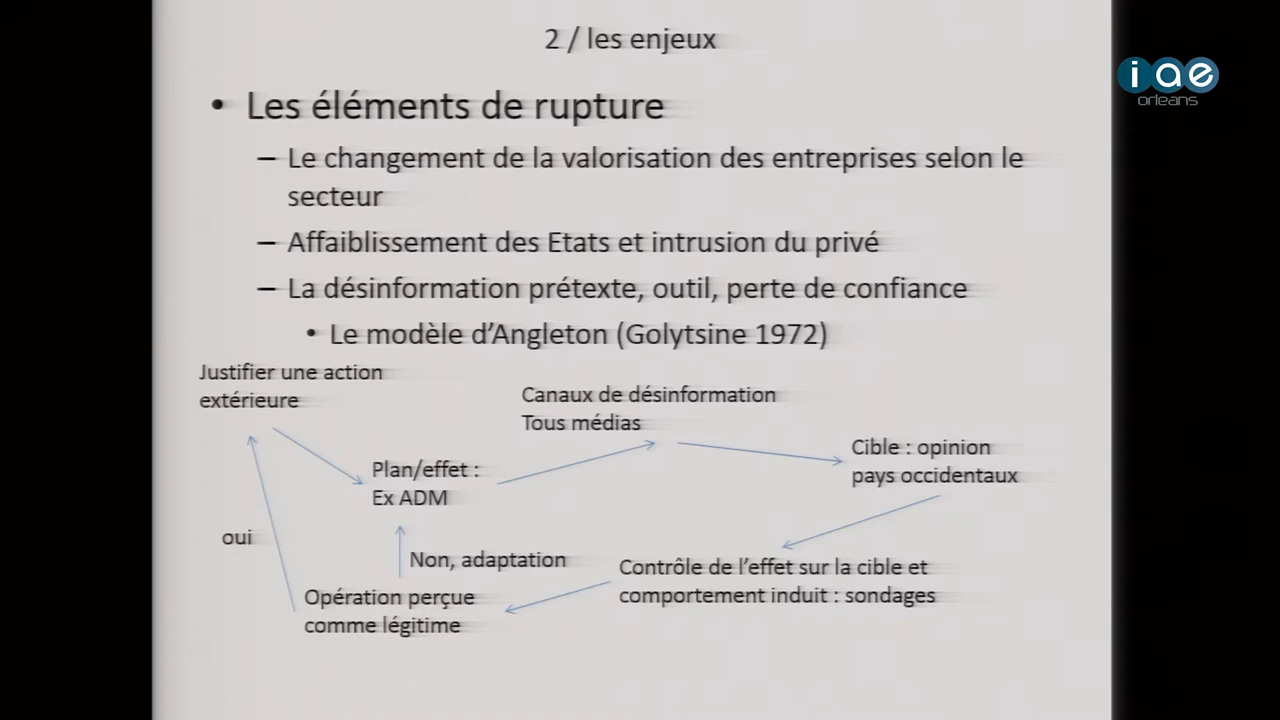 2 / les enjeux
iae
orleans
• Les éléments de rupture
– Le changement de la valorisation des entreprises selon le
secteur
– Affaiblissement des Etats et intrusion du privé
– La désinformation prétexte, outil, perte de confiance
• Le modèle d'Angleton (Golytsine 1972)
Justifier une action
extérieure
Canaux de désinformation
Tous médias
Cible : opinion
pays occidentaux
Plan/effet :
Ex ADM
oui
Non, adaptation
Contrôle de l'effet sur la cible et
comportement induit : sondages
Opération perçue
comme légitime